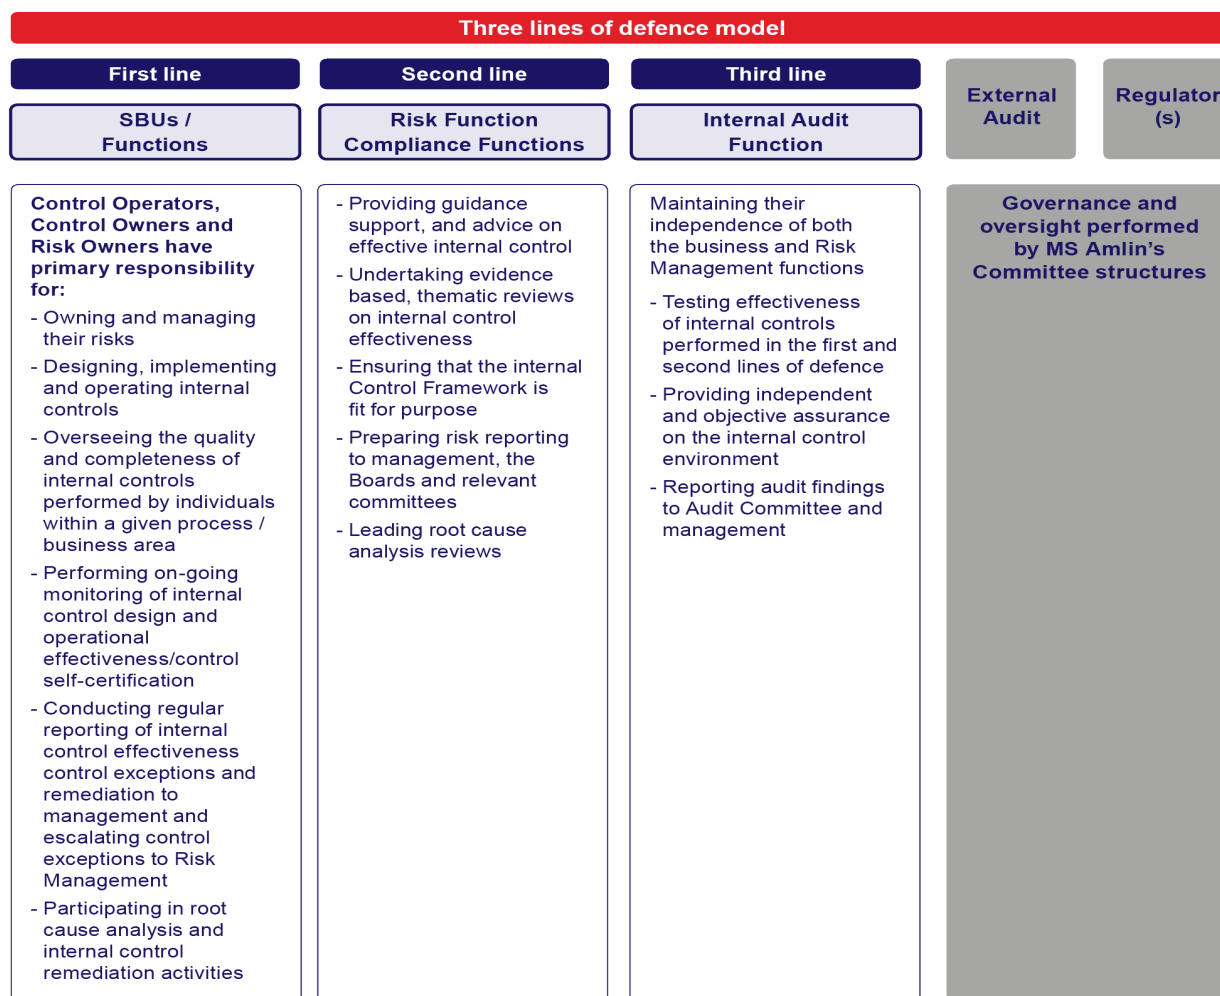 Three lines of defence model
First line
SBUs /
Functions
Second line
Risk Function
Compliance Functions
Third line
Internal Audit
Function
External
Audit
Regulator
(s)
Control Operators,
Control Owners and
Risk Owners have
primary responsibility
for:
- Owning and managing
their risks
- Designing, implementing
and operating internal
controls
- Overseeing the quality
and completeness of
internal controls
performed by individuals
within a given process /
business area
- Performing on-going
monitoring of internal
control design and
operational
effectiveness/control
self-certification
- Conducting regular
reporting of internal
control effectiveness
control exceptions and
remediation to
management and
escalating control
exceptions to Risk
Management
- Participating in root
cause analysis and
internal control
remediation activities
- Providing guidance
support, and advice on
effective internal control
- Undertaking evidence
based, thematic reviews
on internal control
effectiveness
- Ensuring that the internal
Control Framework is
fit for purpose
- Preparing risk reporting
to management, the
Boards and relevant
committees
- Leading root cause
analysis reviews
Maintaining their
independence of both
the business and Risk
Management functions
- Testing effectiveness
of internal controls
performed in the first and
second lines of defence
- Providing independent
and objective assurance
on the internal control
environment
- Reporting audit findings
to Audit Committee and
management
Governance and
oversight performed
by MS Amlin’s
Committee structures